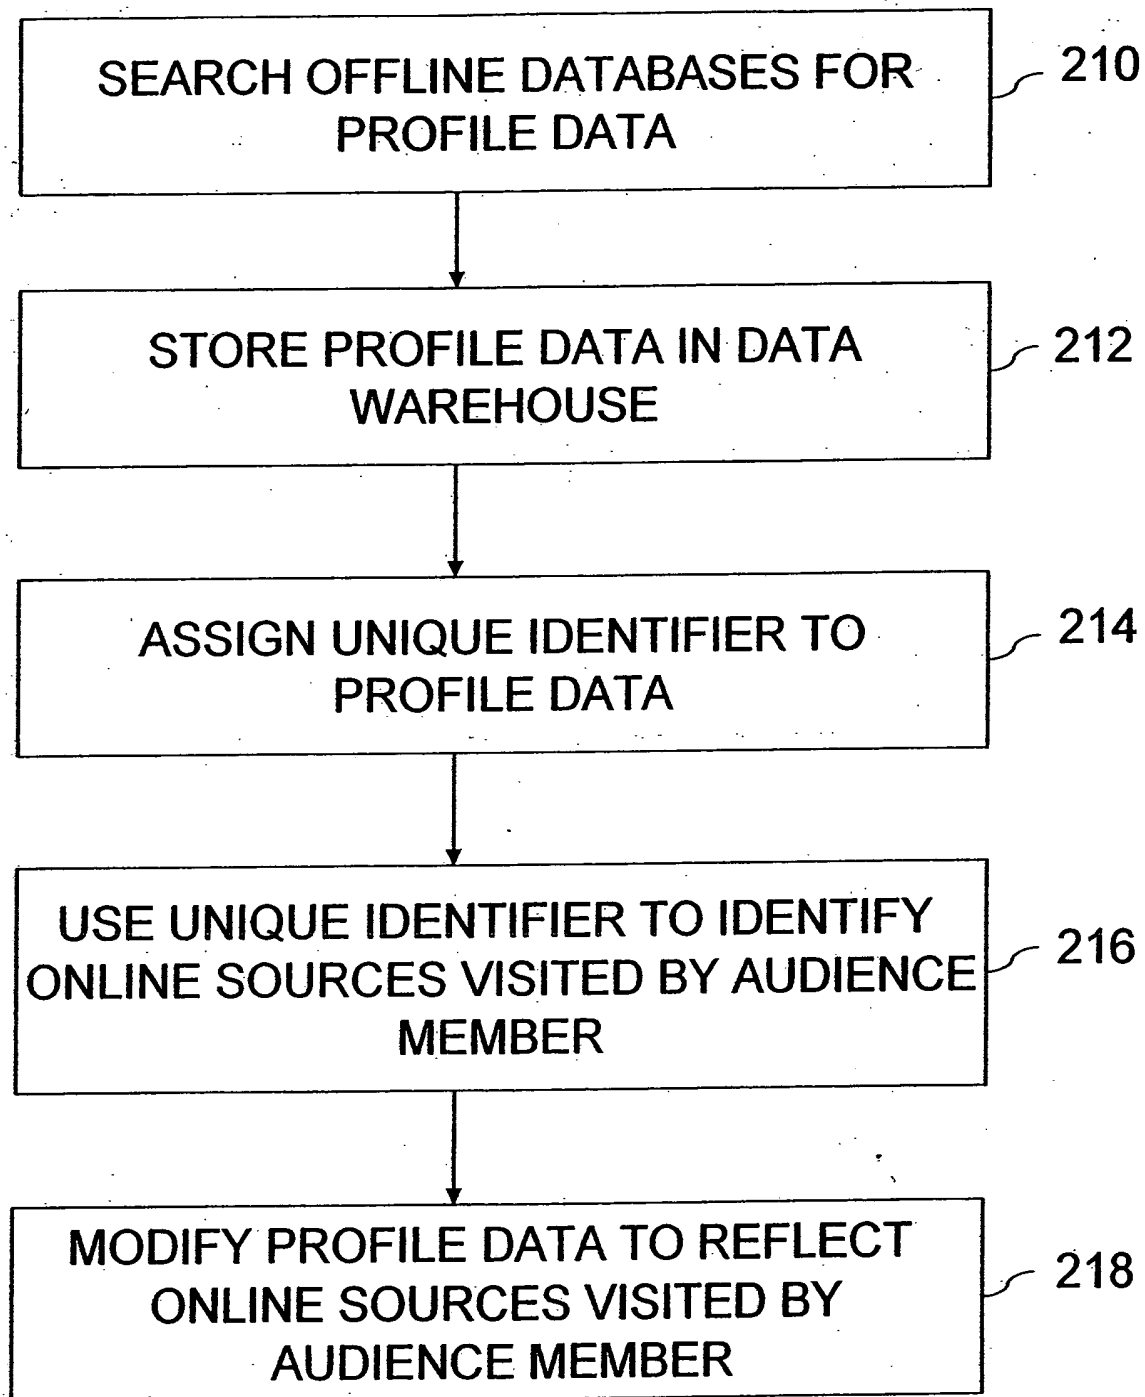 SEARCH OFFLINE DATABASES FOR
PROFILE DATA
210
STORE PROFILE DATA IN DATA
WAREHOUSE
212
ASSIGN UNIQUE IDENTIFIER TO
PROFILE DATA
214
USE UNIQUE IDENTIFIER TO IDENTIFY
ONLINE SOURCES VISITED BY AUDIENCE
MEMBER
216
MODIFY PROFILE DATA TO REFLECT
ONLINE SOURCES VISITED BY
AUDIENCE MEMBER
218